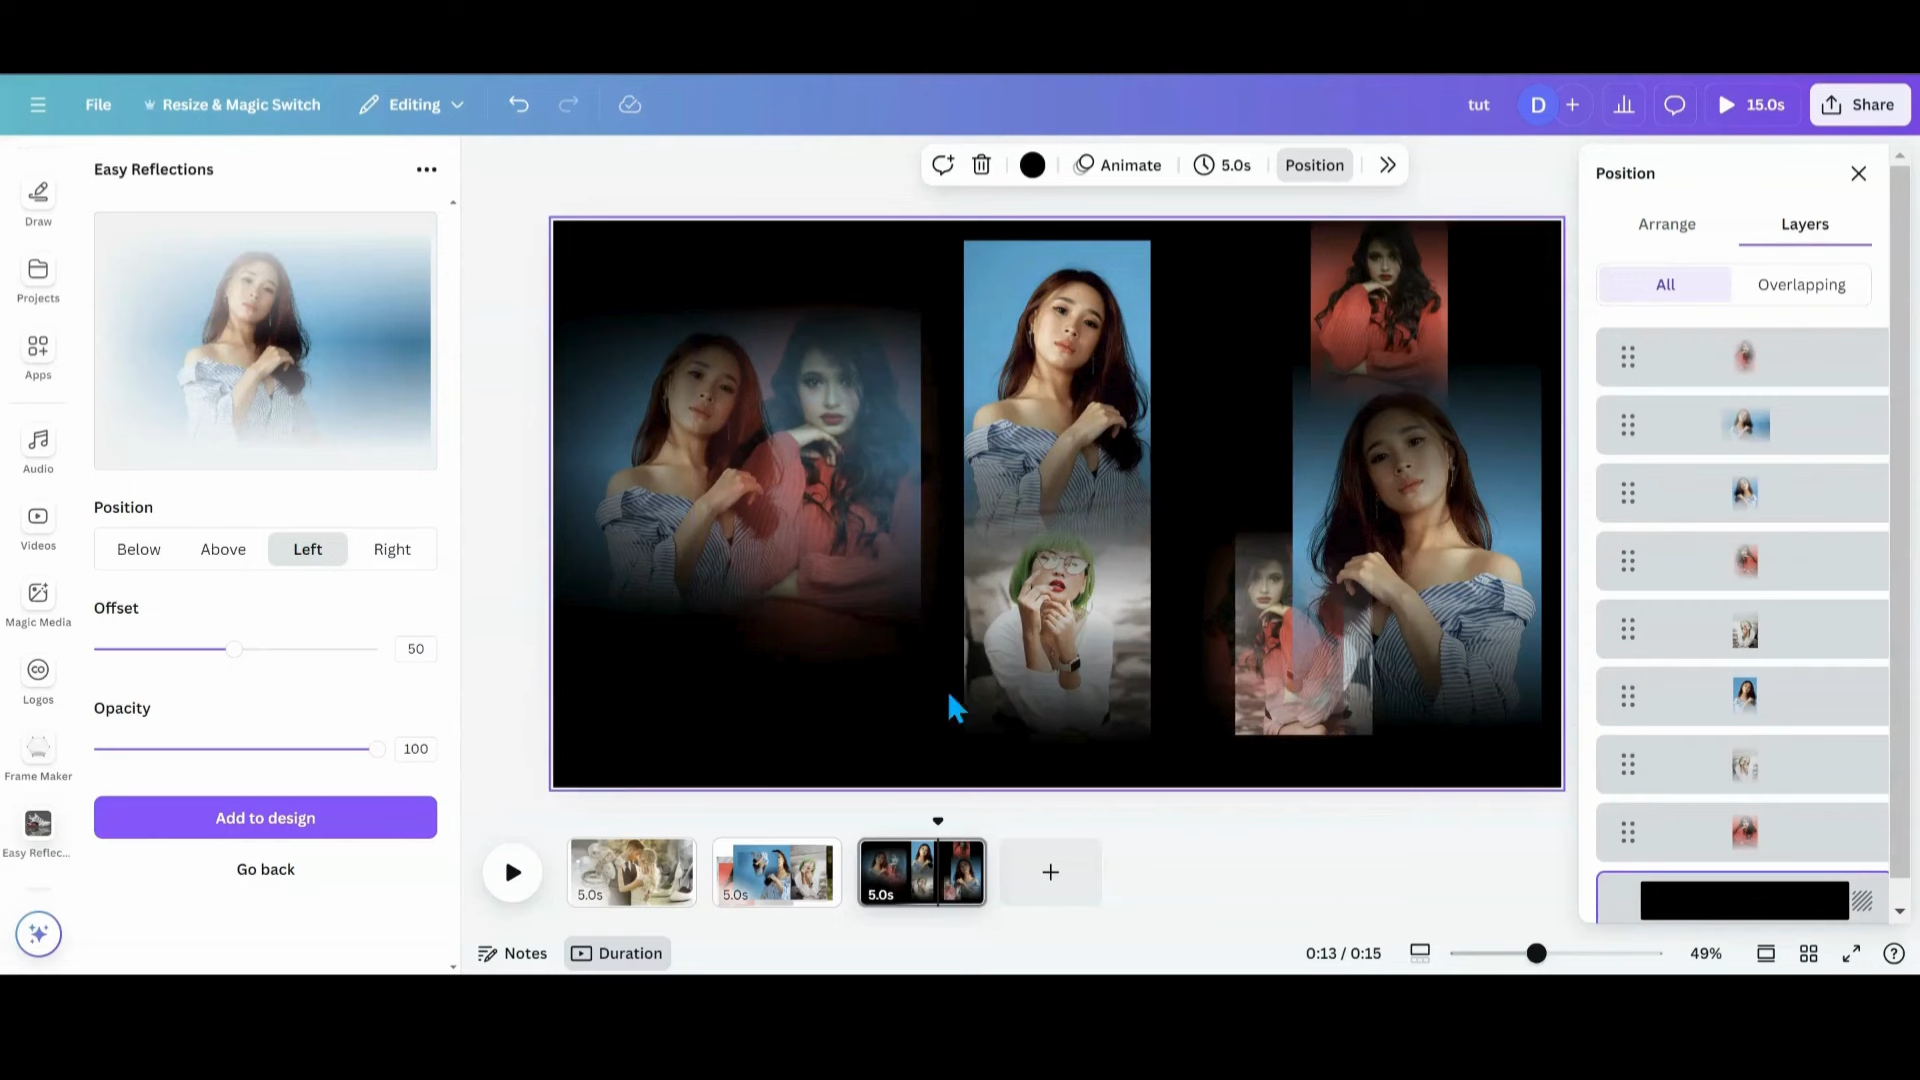 File
Resize & Magic Switch
Editing
tut
D
15.0s
Share
Draw
Projects
Apps
Audio
Videos
Magic Media
Logos
Frame Maker
Easy Reflec...
Easy Reflections
Position
Below
Above
Left
Right
Offset
50
Opacity
100
Add to design
Go back
Animate
5.0s
Position
Position
Arrange
Layers
All
Overlapping
5.0s
5.0s
5.0s
Notes
Duration
0:13 / 0:15
49%